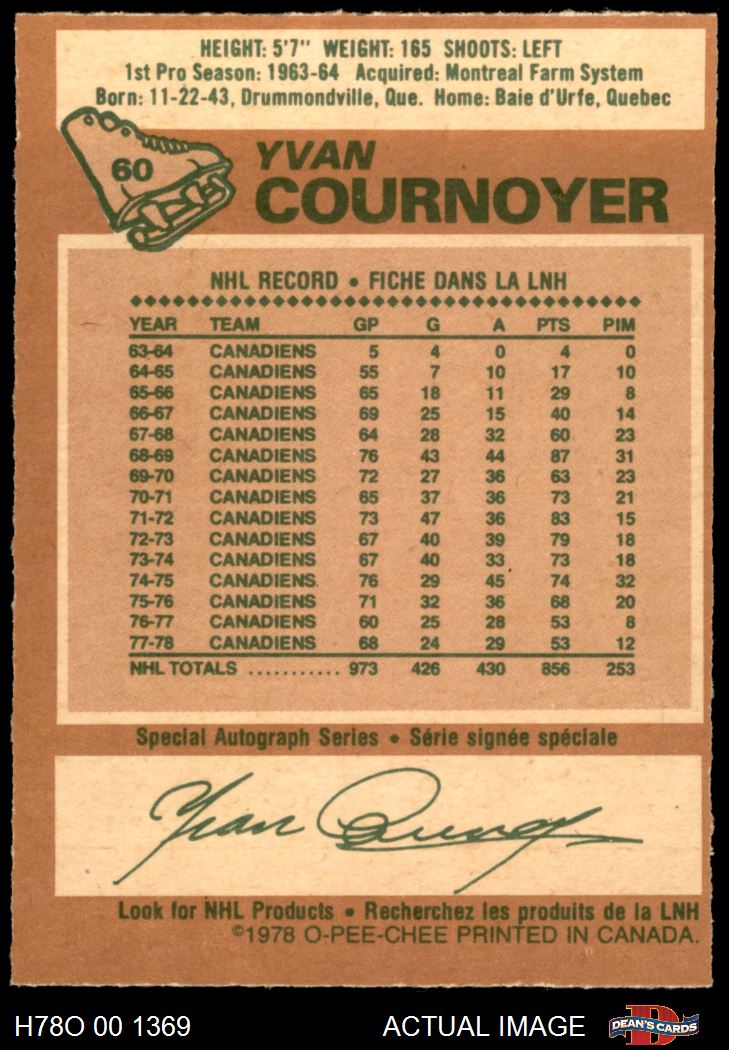 HEIGHT: 5'7" WEIGHT: 165 SHOOTS: LEFT
1st Pro Season: 1963-64 Acquired: Montreal Farm System
Born: 11-22-43, Drummondville, Que. Home: Baie d'Urfe, Quebec
60
YVAN
COURNOYER
NHL RECORD • FICHE DANS LA LNH
YEAR TEAM GP G A PTS PIM
63-64 CANADIENS 5 4 0 4 0
64-65 CANADIENS 55 7 10 17 10
65-66 CANADIENS 65 18 11 29 8
66-67 CANADIENS 69 25 15 40 14
67-68 CANADIENS 64 28 32 60 23
68-69 CANADIENS 76 43 44 87 31
69-70 CANADIENS 72 27 36 63 23
70-71 CANADIENS 65 37 36 73 21
71-72 CANADIENS 73 47 36 83 15
72-73 CANADIENS 67 40 39 79 18
73-74 CANADIENS 67 40 33 73 18
74-75 CANADIENS 76 29 45 74 32
75-76 CANADIENS 71 32 36 68 20
76-77 CANADIENS 60 25 28 53 8
77-78 CANADIENS 68 24 29 53 12
NHL TOTALS ........... 973 426 430 856 253
Special Autograph Series • Série signée spéciale
Yvan Cournoyer
Look for NHL Products • Recherchez les produits de la LNH
©1978 O-PEE-CHEE PRINTED IN CANADA.
H78O 00 1369 ACTUAL IMAGE DEAN'S CARDS